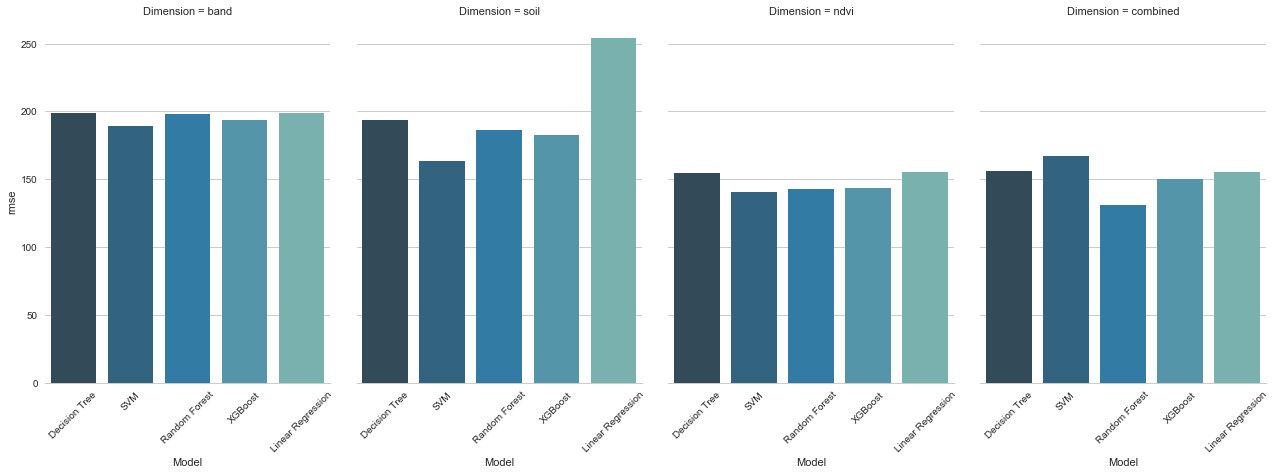 Dimension = band
Dimension = soil
Dimension = ndvi
Dimension = combined
rmse
250
200
150
100
50
0
Decision Tree
SVM
Random Forest
XGBoost
Linear Regression
Decision Tree
SVM
Random Forest
XGBoost
Linear Regression
Decision Tree
SVM
Random Forest
XGBoost
Linear Regression
Decision Tree
SVM
Random Forest
XGBoost
Linear Regression
Model
Model
Model
Model